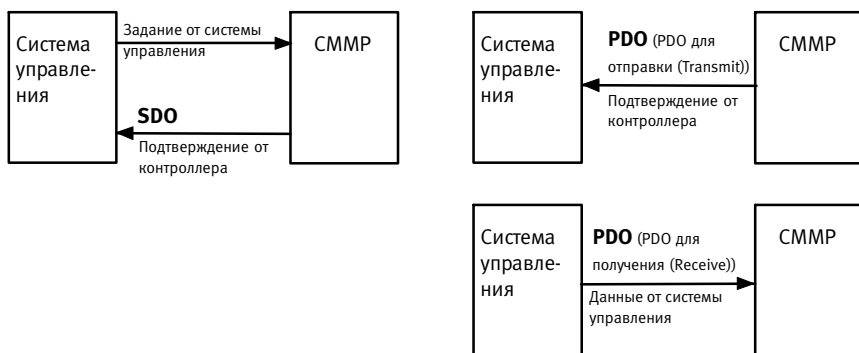 Система
управле-
ния
Задание от системы
управления
CMMP
SDO
Подтверждение от
контроллера
Система
управле-
ния
PDO (PDO для
отправки (Transmit))
Подтверждение от
контроллера
CMMP
Система
управле-
ния
PDO (PDO для
получения (Receive))
Данные от системы
управления
CMMP